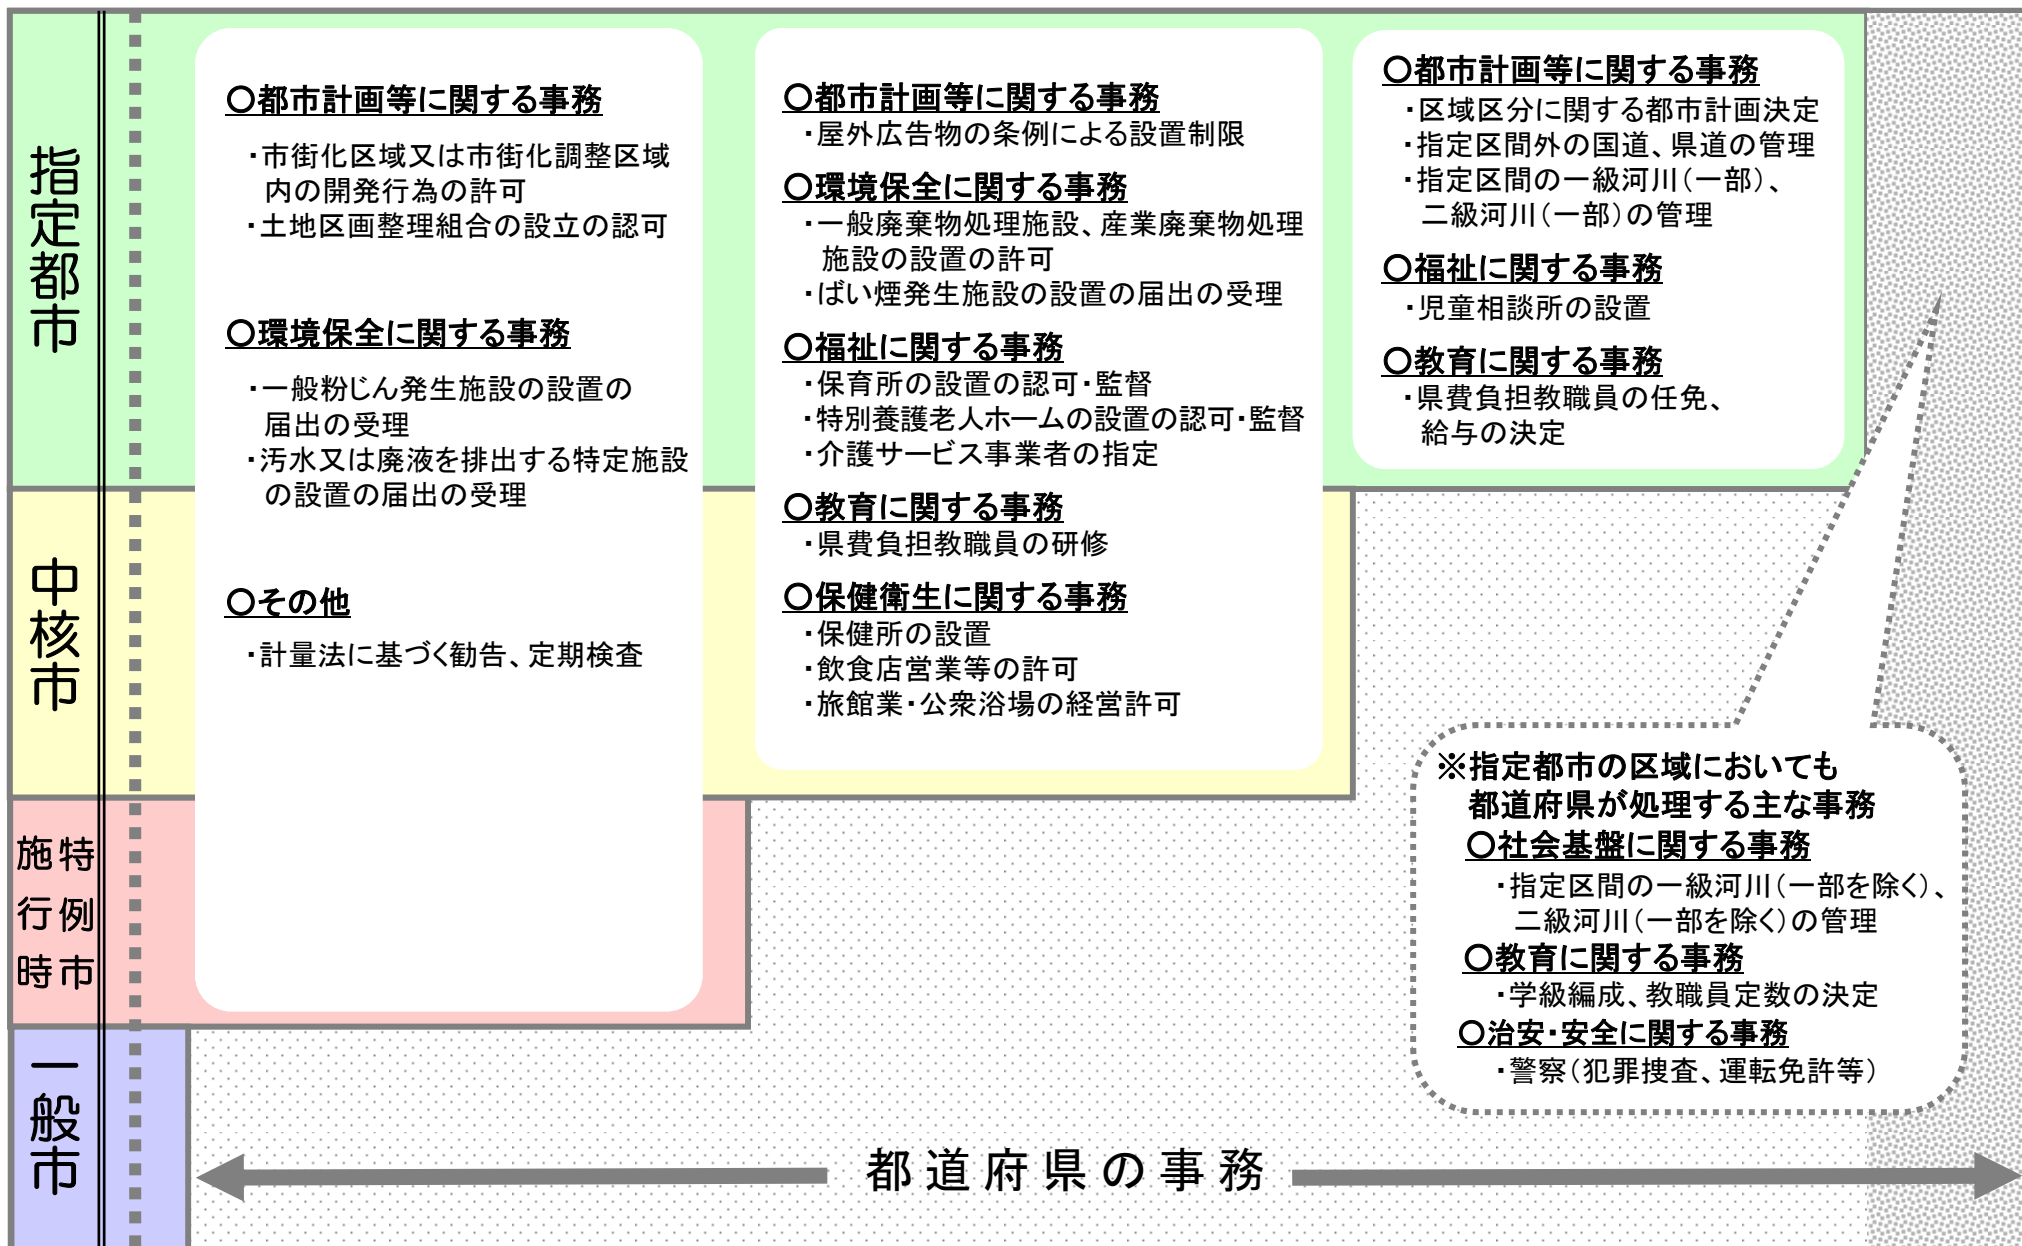 指定都市
中核市
特例市
施行時
一般市
○都市計画等に関する事務
・市街化区域又は市街化調整区域
内の開発行為の許可
・土地区画整理組合の設立の認可
○環境保全に関する事務
・一般粉じん発生施設の設置の
届出の受理
・汚水又は廃液を排出する特定施設
の設置の届出の受理
○その他
・計量法に基づく勧告、定期検査
○都市計画等に関する事務
・屋外広告物の条例による設置制限
○環境保全に関する事務
・一般廃棄物処理施設、産業廃棄物処理
施設の設置の許可
・ばい煙発生施設の設置の届出の受理
○福祉に関する事務
・保育所の設置の認可・監督
・特別養護老人ホームの設置の認可・監督
・介護サービス事業者の指定
○教育に関する事務
・県費負担教職員の研修
○保健衛生に関する事務
・保健所の設置
・飲食店営業等の許可
・旅館業・公衆浴場の経営許可
○都市計画等に関する事務
・区域区分に関する都市計画決定
・指定区間外の国道、県道の管理
・指定区間の一級河川（一部）、
二級河川（一部）の管理
○福祉に関する事務
・児童相談所の設置
○教育に関する事務
・県費負担教職員の任免、
給与の決定
※指定都市の区域においても
都道府県が処理する主な事務
○社会基盤に関する事務
・指定区間の一級河川（一部を除く）、
二級河川（一部を除く）の管理
○教育に関する事務
・学級編成、教職員定数の決定
○治安・安全に関する事務
・警察（犯罪捜査、運転免許等）
都道府県の事務